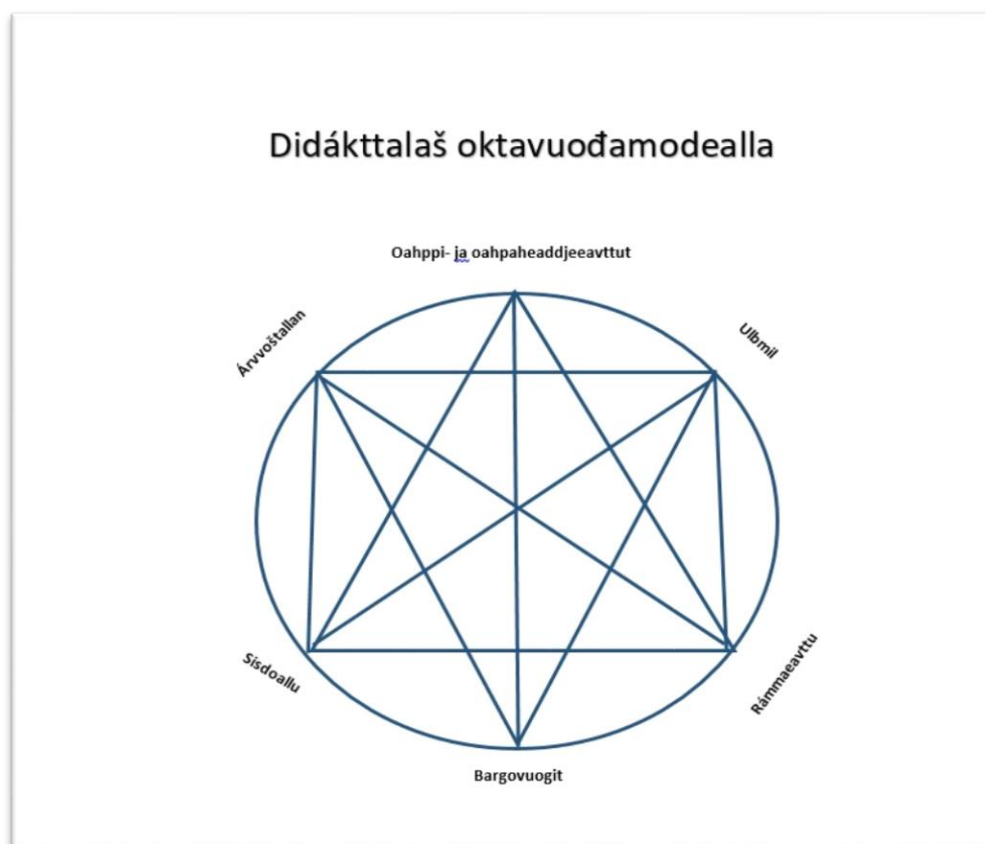 Didákttalaš oktavuođamodealla
Oahppi- ja oahpaheaddjeeavttut
Árvvoštallan
Ulbmil
Sisdoallu
Rámmaeavttu
Bargovuogit